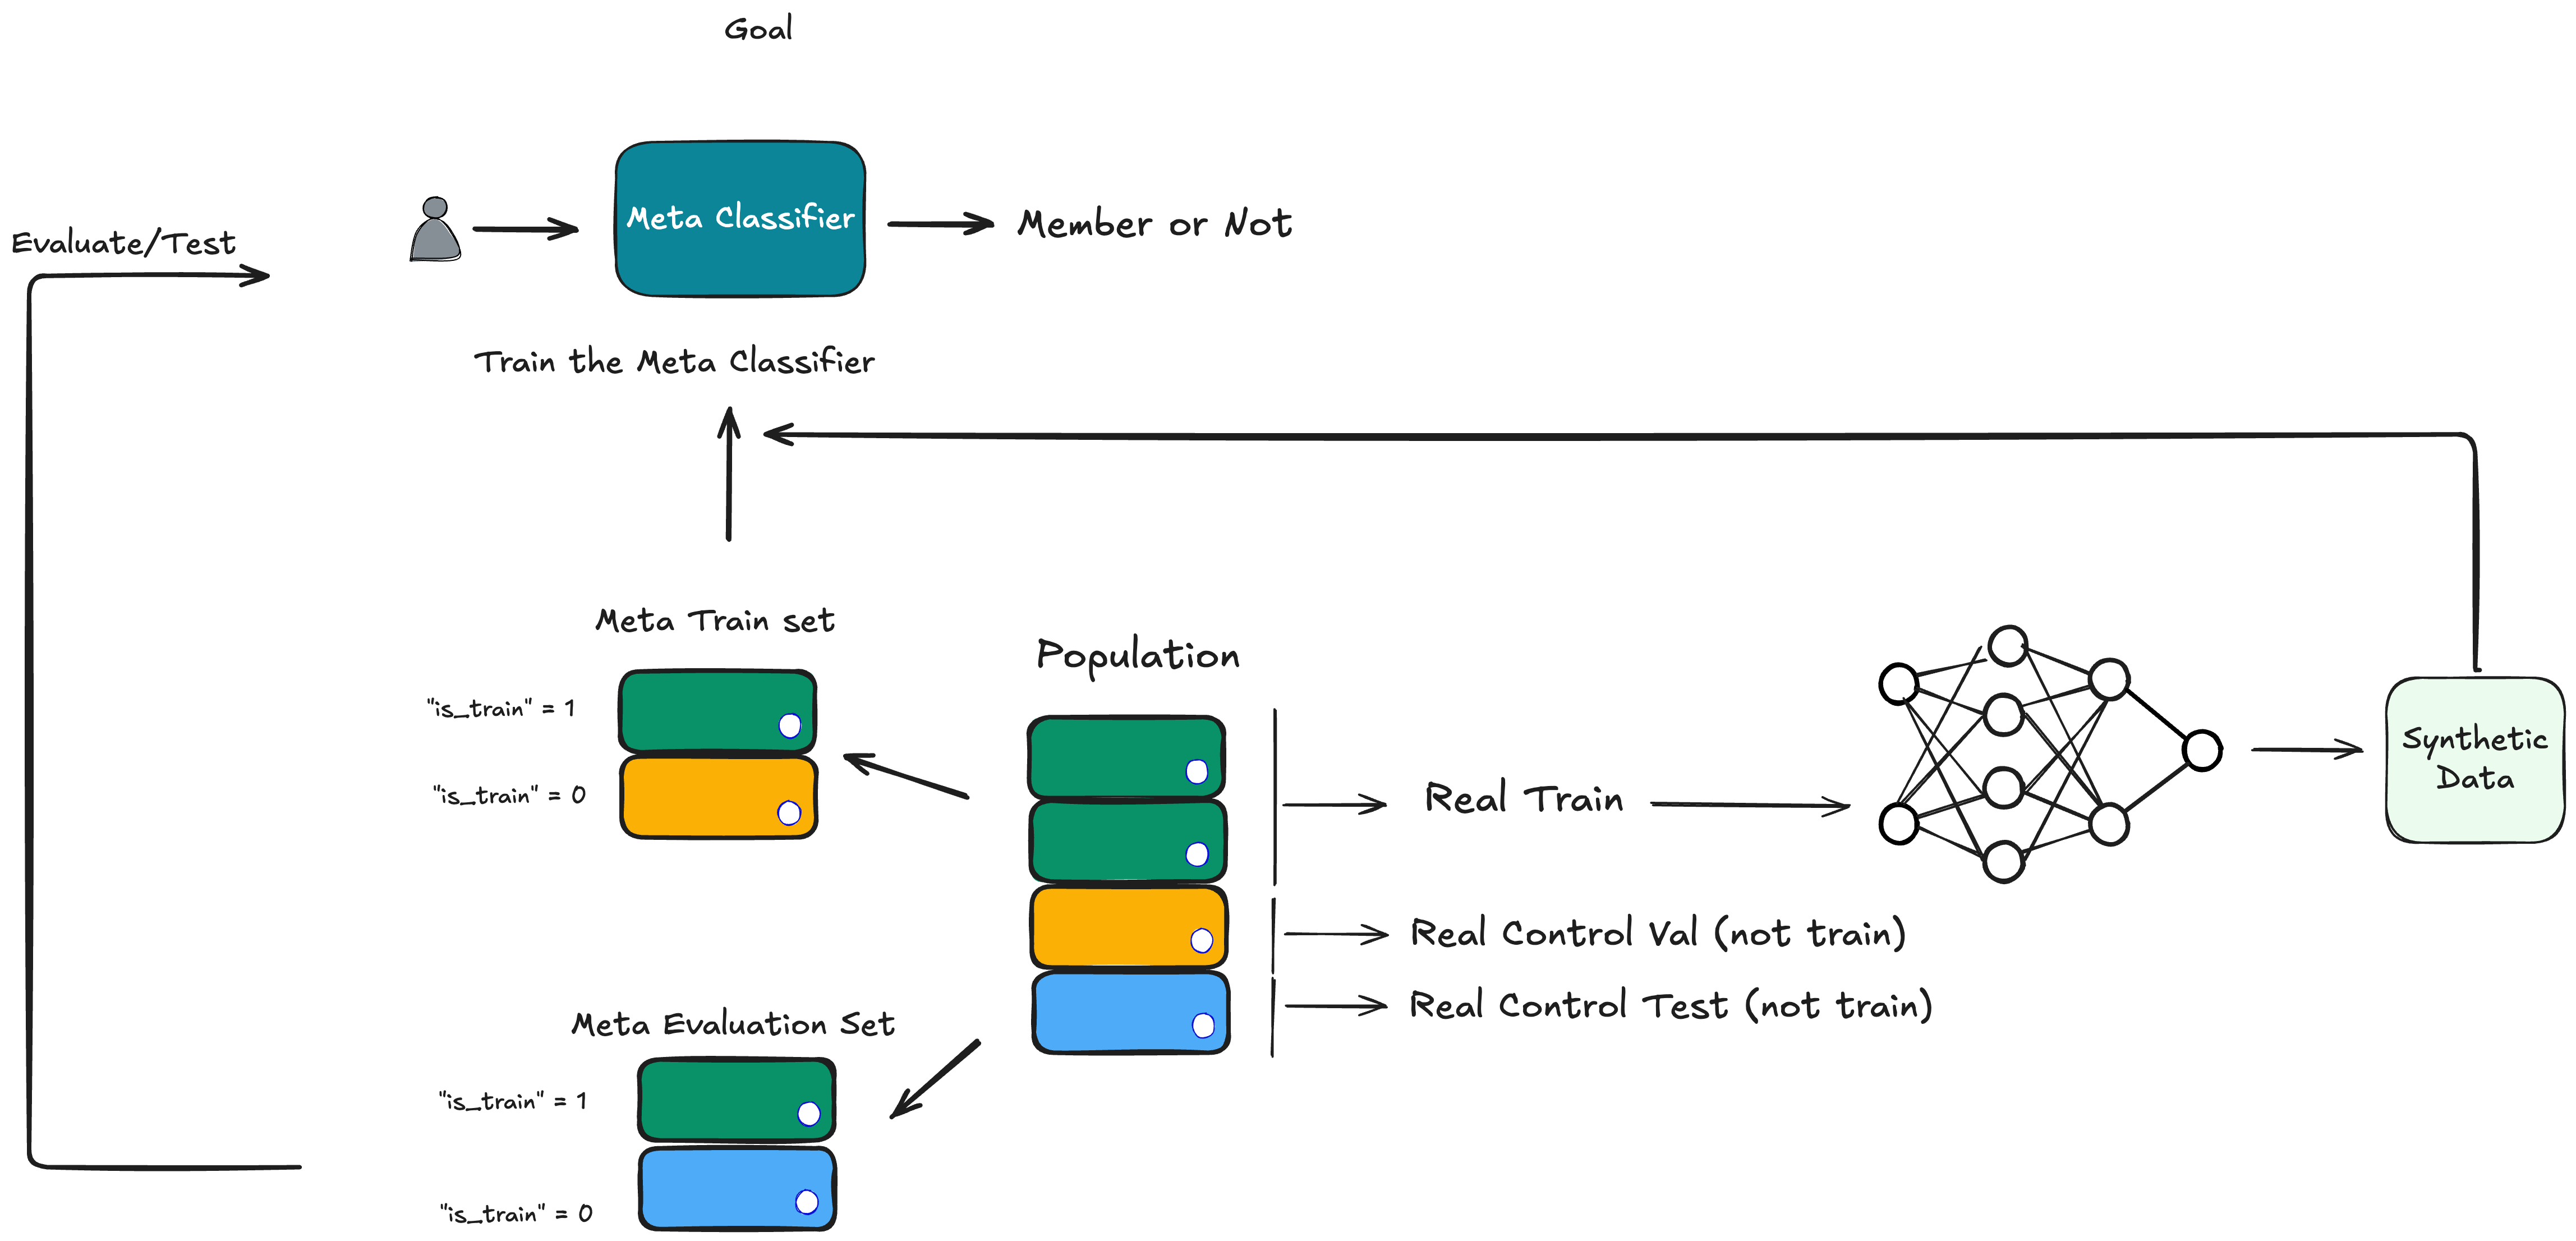 Goal
Meta Classifier
Member or Not
Evaluate/Test
Train the Meta Classifier
Meta Train set
"is_train" = 1
"is_train" = 0
Population
Real Train
Real Control Val (not train)
Real Control Test (not train)
Synthetic
Data
Meta Evaluation Set
"is_train" = 1
"is_train" = 0